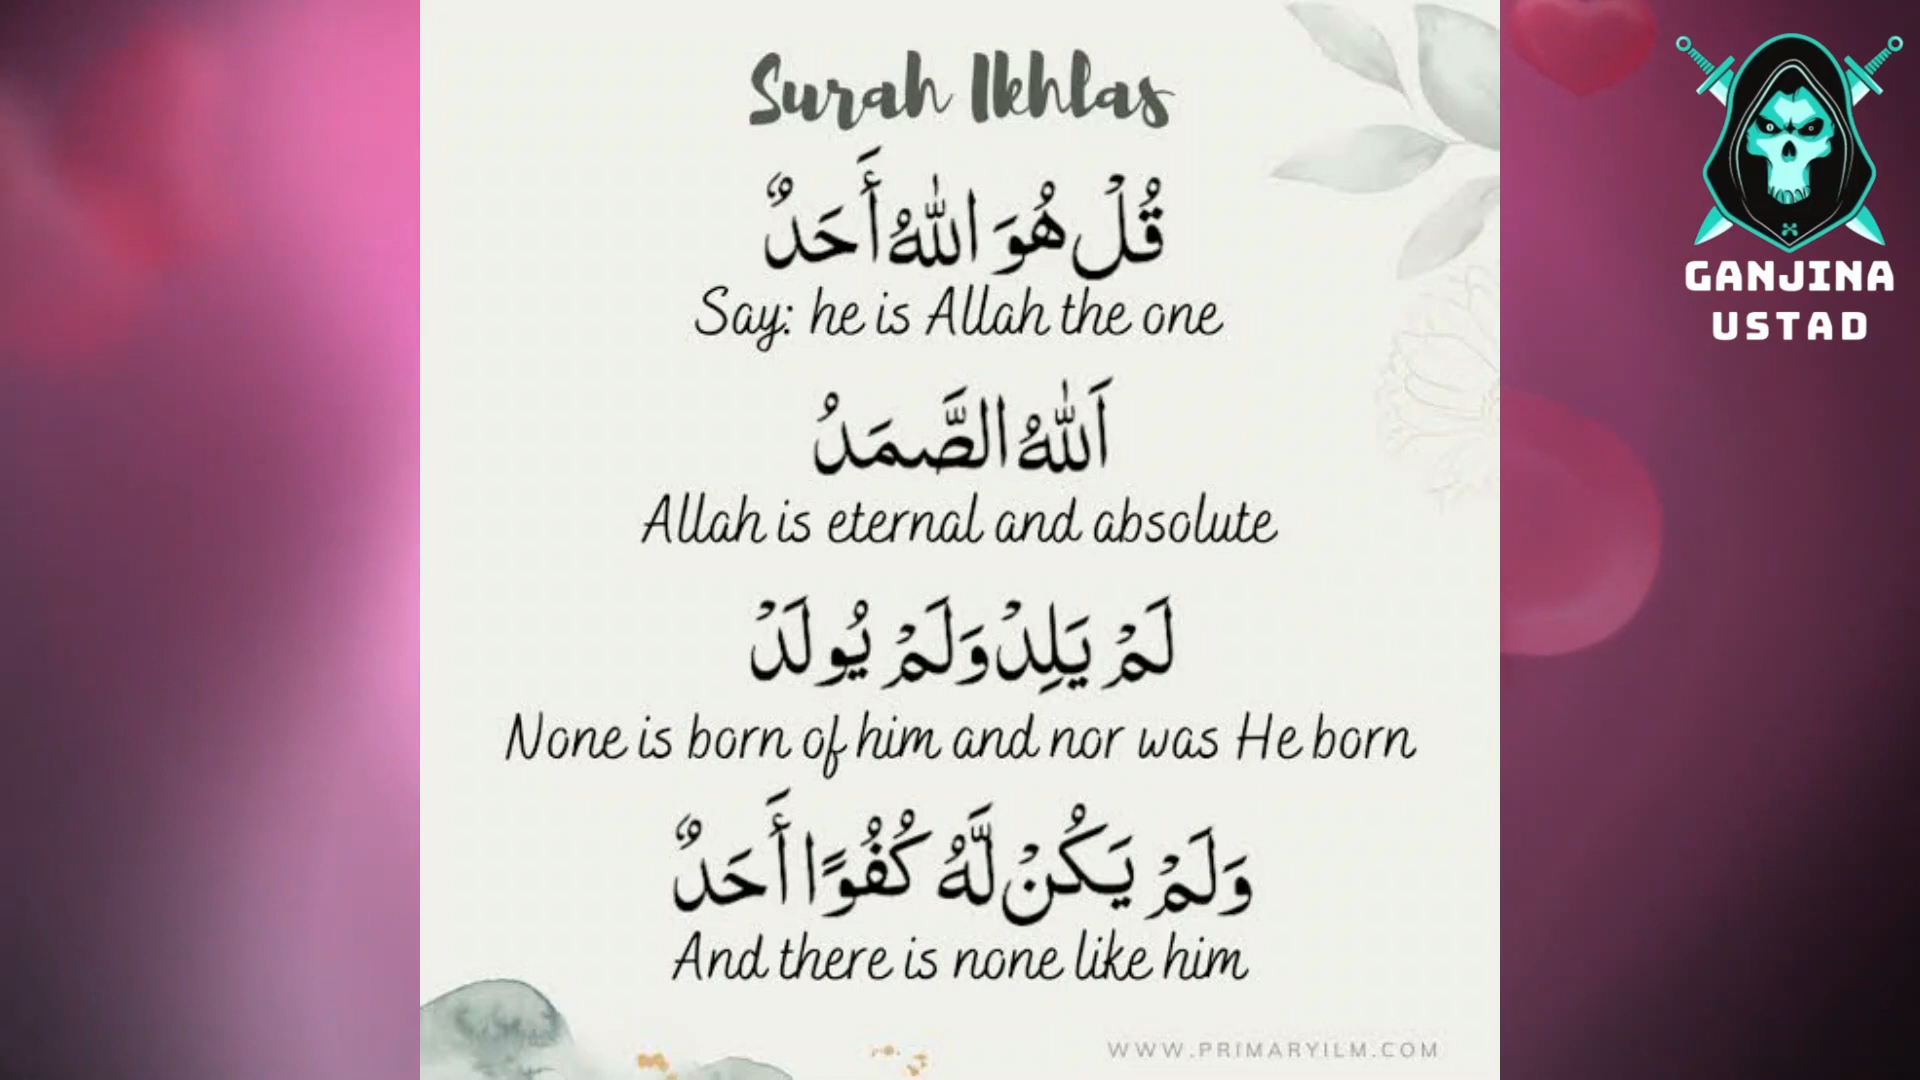 Surah Ikhlas
قُلْ هُوَ اللّٰهُ أَحَدٌ
Say: he is Allah the one
اَللّٰهُ الصَّمَدُ
Allah is eternal and absolute
لَمْ يَلِدْ وَلَمْ يُولَدْ
None is born of him and nor was He born
وَلَمْ يَكُنْ لَّهُ كُفُوًا أَحَدٌ
And there is none like him
WWW.PRIMARYILM.COM
GANJINA
USTAD